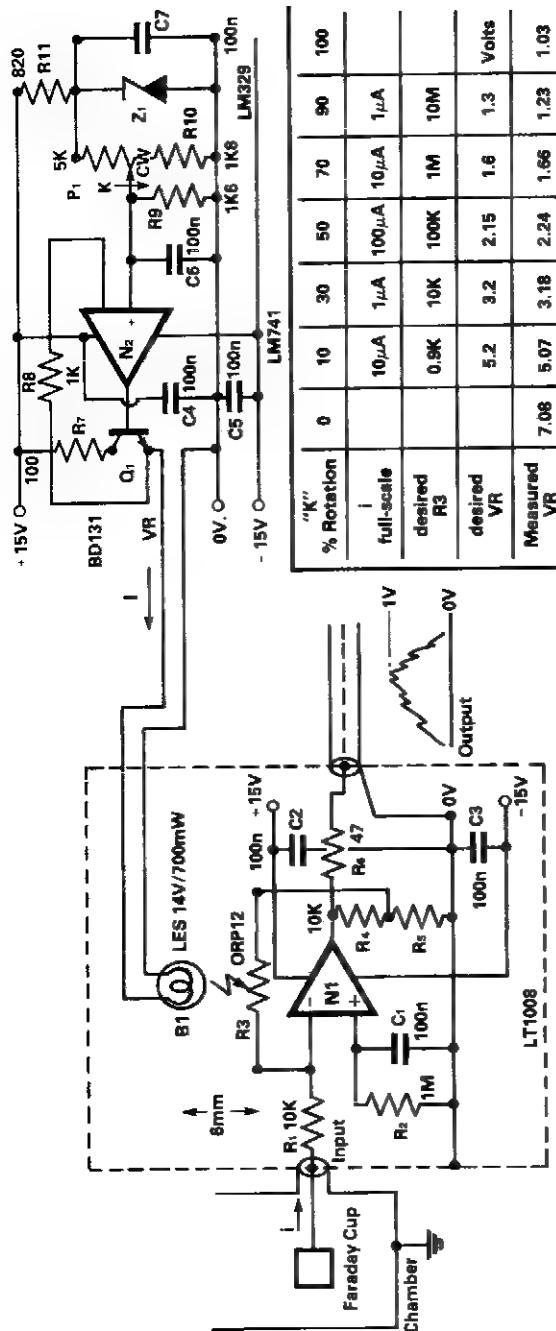 + 15V
100
R7
R8
1K
820
R11
P1
5K
K
CW
Z1
C7
100n
BD131
Q1
VR
N2
+
C6
100n
R9
1K6
R10
1K8
LM329
I
C4
100n
0V.
C5
100n
- 15V
LM741
LES 14V/700mW
B1
8mm
ORP12
R3
100n
+15V
C2
R1 10K
Input
i
Faraday Cup
Chamber
-
+
N1
10K
R4
R5
R6
47
R2
1M
C1
100n
0V
C3
100n
-15V
LT1008
1V
0V
Output
"K" % Rotation 0 10 30 50 70 90 100
i full-scale 10μA 1μA 100μA 10μA 1μA
desired R3 0.9K 10K 100K 1M 10M
desired VR 5.2 3.2 2.15 1.6 1.3 Volts
Measured VR 7.08 5.07 3.18 2.24 1.66 1.23 1.03